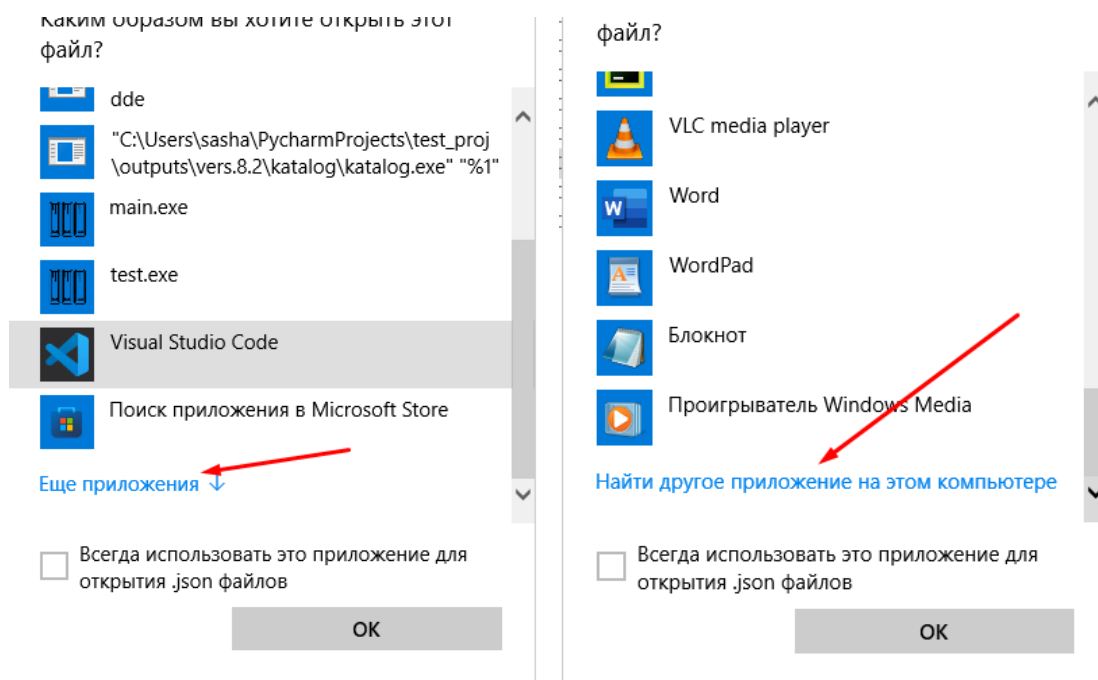 Каким образом вы хотите открыть этот
файл?
dde
"C:\Users\sasha\PycharmProjects\test_proj
\outputs\vers.8.2\katalog\katalog.exe" "%1"
main.exe
test.exe
Visual Studio Code
Поиск приложения в Microsoft Store
Еще приложения
Всегда использовать это приложение для
открытия .json файлов
ОК
файл?
VLC media player
Word
WordPad
Блокнот
Проигрыватель Windows Media
Найти другое приложение на этом компьютере
Всегда использовать это приложение для
открытия .json файлов
ОК